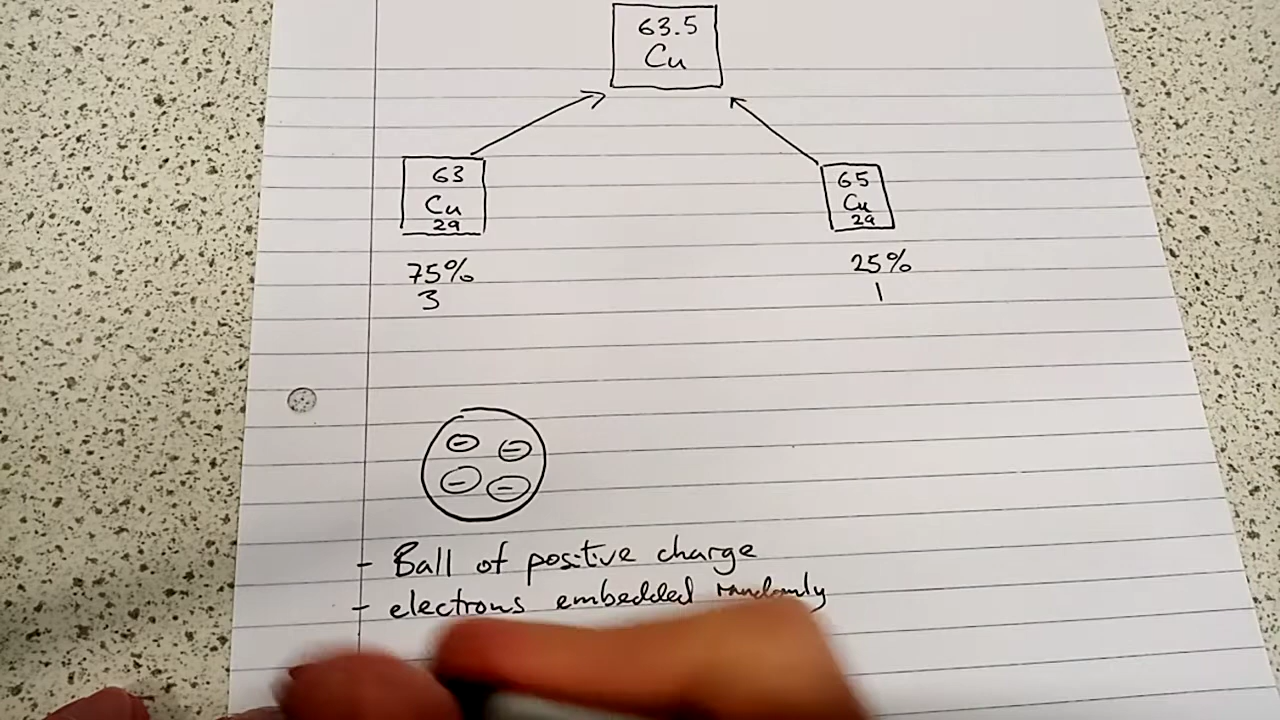 63.5
Cu
63
Cu
29
65
Cu
29
75%
25%
3
1
- Ball of positive charge
- electrons embedded randomly